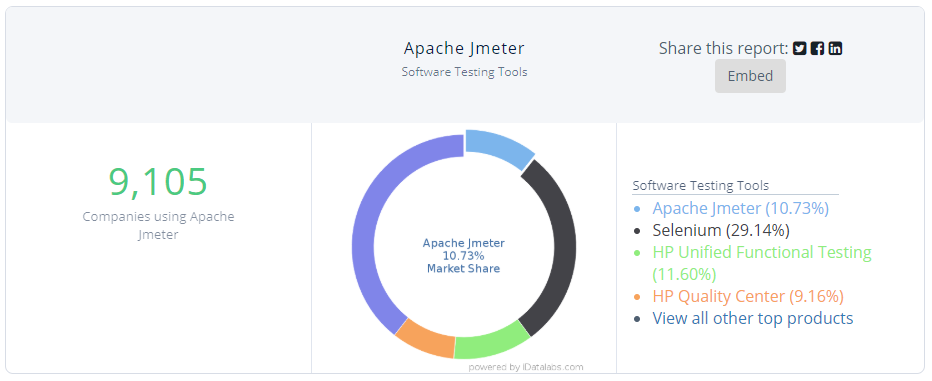 Apache Jmeter
Software Testing Tools
Share this report:
Embed
9,105
Companies using Apache
Jmeter
Apache Jmeter
10.73%
Market Share
powered by iDatalabs.com
Software Testing Tools
Apache Jmeter (10.73%)
Selenium (29.14%)
HP Unified Functional Testing
(11.60%)
HP Quality Center (9.16%)
View all other top products